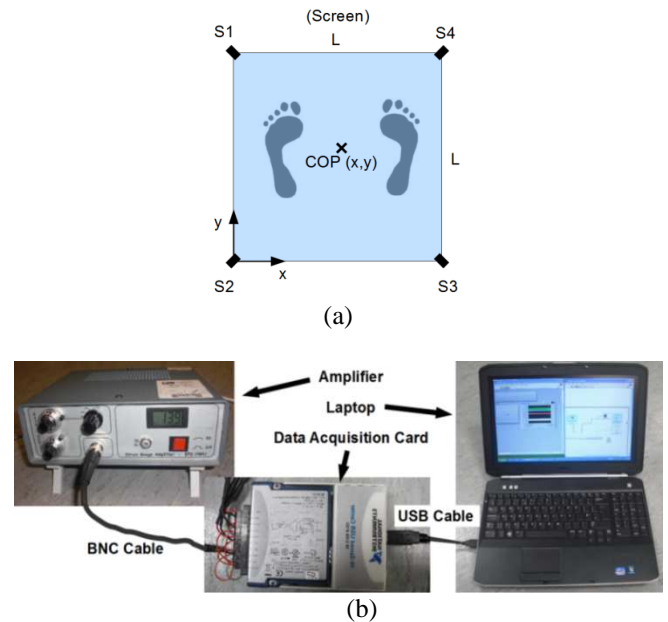 (Screen)
S1 L S4
COP (x,y)
L
y
x
S2 S3
(a)
Amplifier
Laptop
Data Acquisition Card
USB Cable
BNC Cable
(b)